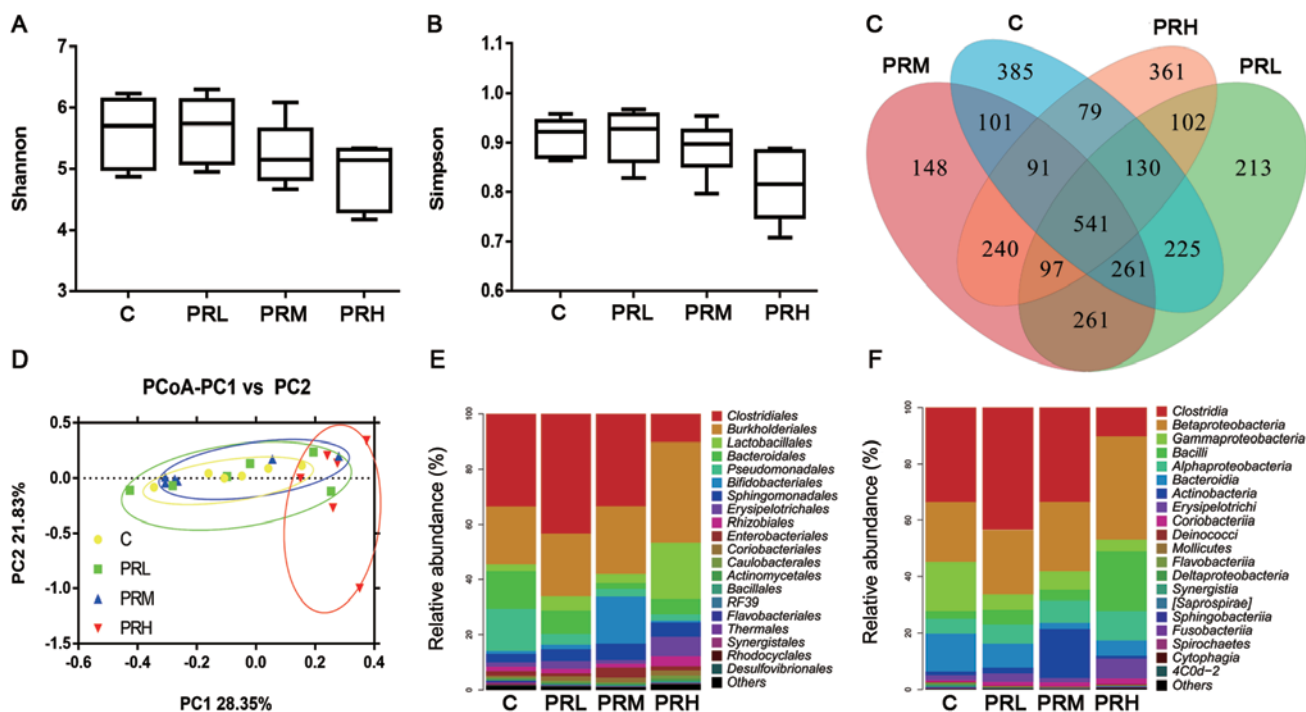 A
Shannon
7
6
5
4
3
C PRL PRM PRH
B
Simpson
1.1
1.0
0.9
0.8
0.7
0.6
C PRL PRM PRH
C
PRM
C
PRH
PRL
385
361
101
79
102
148
91
130
213
541
240
97
261
225
261
D
PCoA-PC1 vs PC2
PC2 21.83%
0.5
0.0
-0.5
-1.0
-1.5
C
PRL
PRM
PRH
-0.6 -0.4 -0.2 0.0 0.2 0.4
PC1 28.35%
E
Relative abundance (%)
100
80
60
40
20
0
C PRL PRM PRH
Clostridiales
Burkholderiales
Lactobacillales
Bacteroidales
Pseudomonadales
Bifidobacteriales
Sphingomonadales
Erysipelotrichales
Rhizobiales
Enterobacteriales
Coriobacteriales
Caulobacterales
Actinomycetales
Bacillales
RF39
Flavobacteriales
Thermales
Synergistales
Rhodocyclales
Desulfovibrionales
Others
F
Relative abundance (%)
100
80
60
40
20
0
C PRL PRM PRH
Clostridia
Betaproteobacteria
Gammaproteobacteria
Bacilli
Alphaproteobacteria
Bacteroidia
Actinobacteria
Erysipelotrichi
Coriobacteriia
Deinococci
Mollicutes
Flavobacteriia
Deltaproteobacteria
Synergistia
[Saprospirae]
Sphingobacteriia
Fusobacteriia
Spirochaetes
Cytophagia
4C0d-2
Others